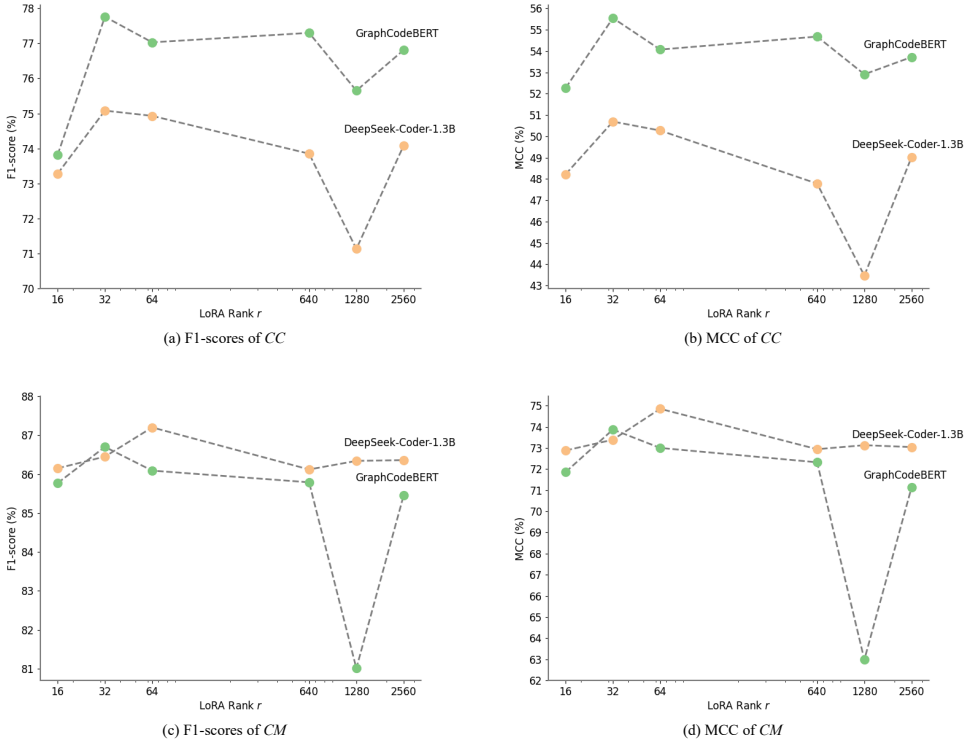 78
77
76
75
74
73
72
71
70
F1-score (%)
GraphCodeBERT
DeepSeek-Coder-1.3B
16 32 64 640 1280 2560
LoRA Rank r
(a) F1-scores of CC
56
55
54
53
52
51
50
49
48
47
46
45
44
43
MCC (%)
GraphCodeBERT
DeepSeek-Coder-1.3B
16 32 64 640 1280 2560
LoRA Rank r
(b) MCC of CC
88
87
86
85
84
83
82
81
F1-score (%)
DeepSeek-Coder-1.3B
GraphCodeBERT
16 32 64 640 1280 2560
LoRA Rank r
(c) F1-scores of CM
75
74
73
72
71
70
69
68
67
66
65
64
63
62
MCC (%)
DeepSeek-Coder-1.3B
GraphCodeBERT
16 32 64 640 1280 2560
LoRA Rank r
(d) MCC of CM